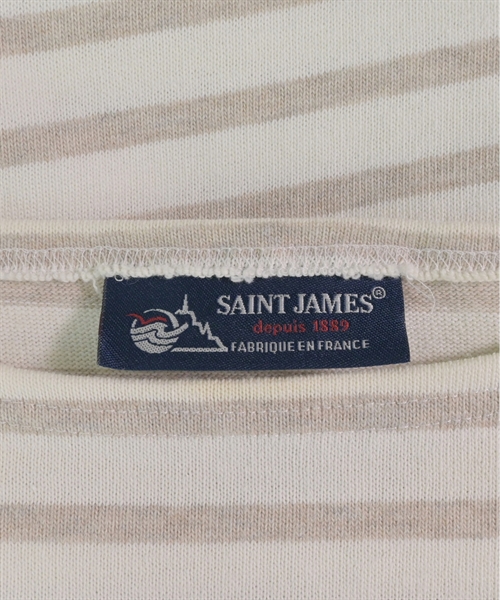 SAINT JAMES®
depuis 1889
FABRIQUE EN FRANCE